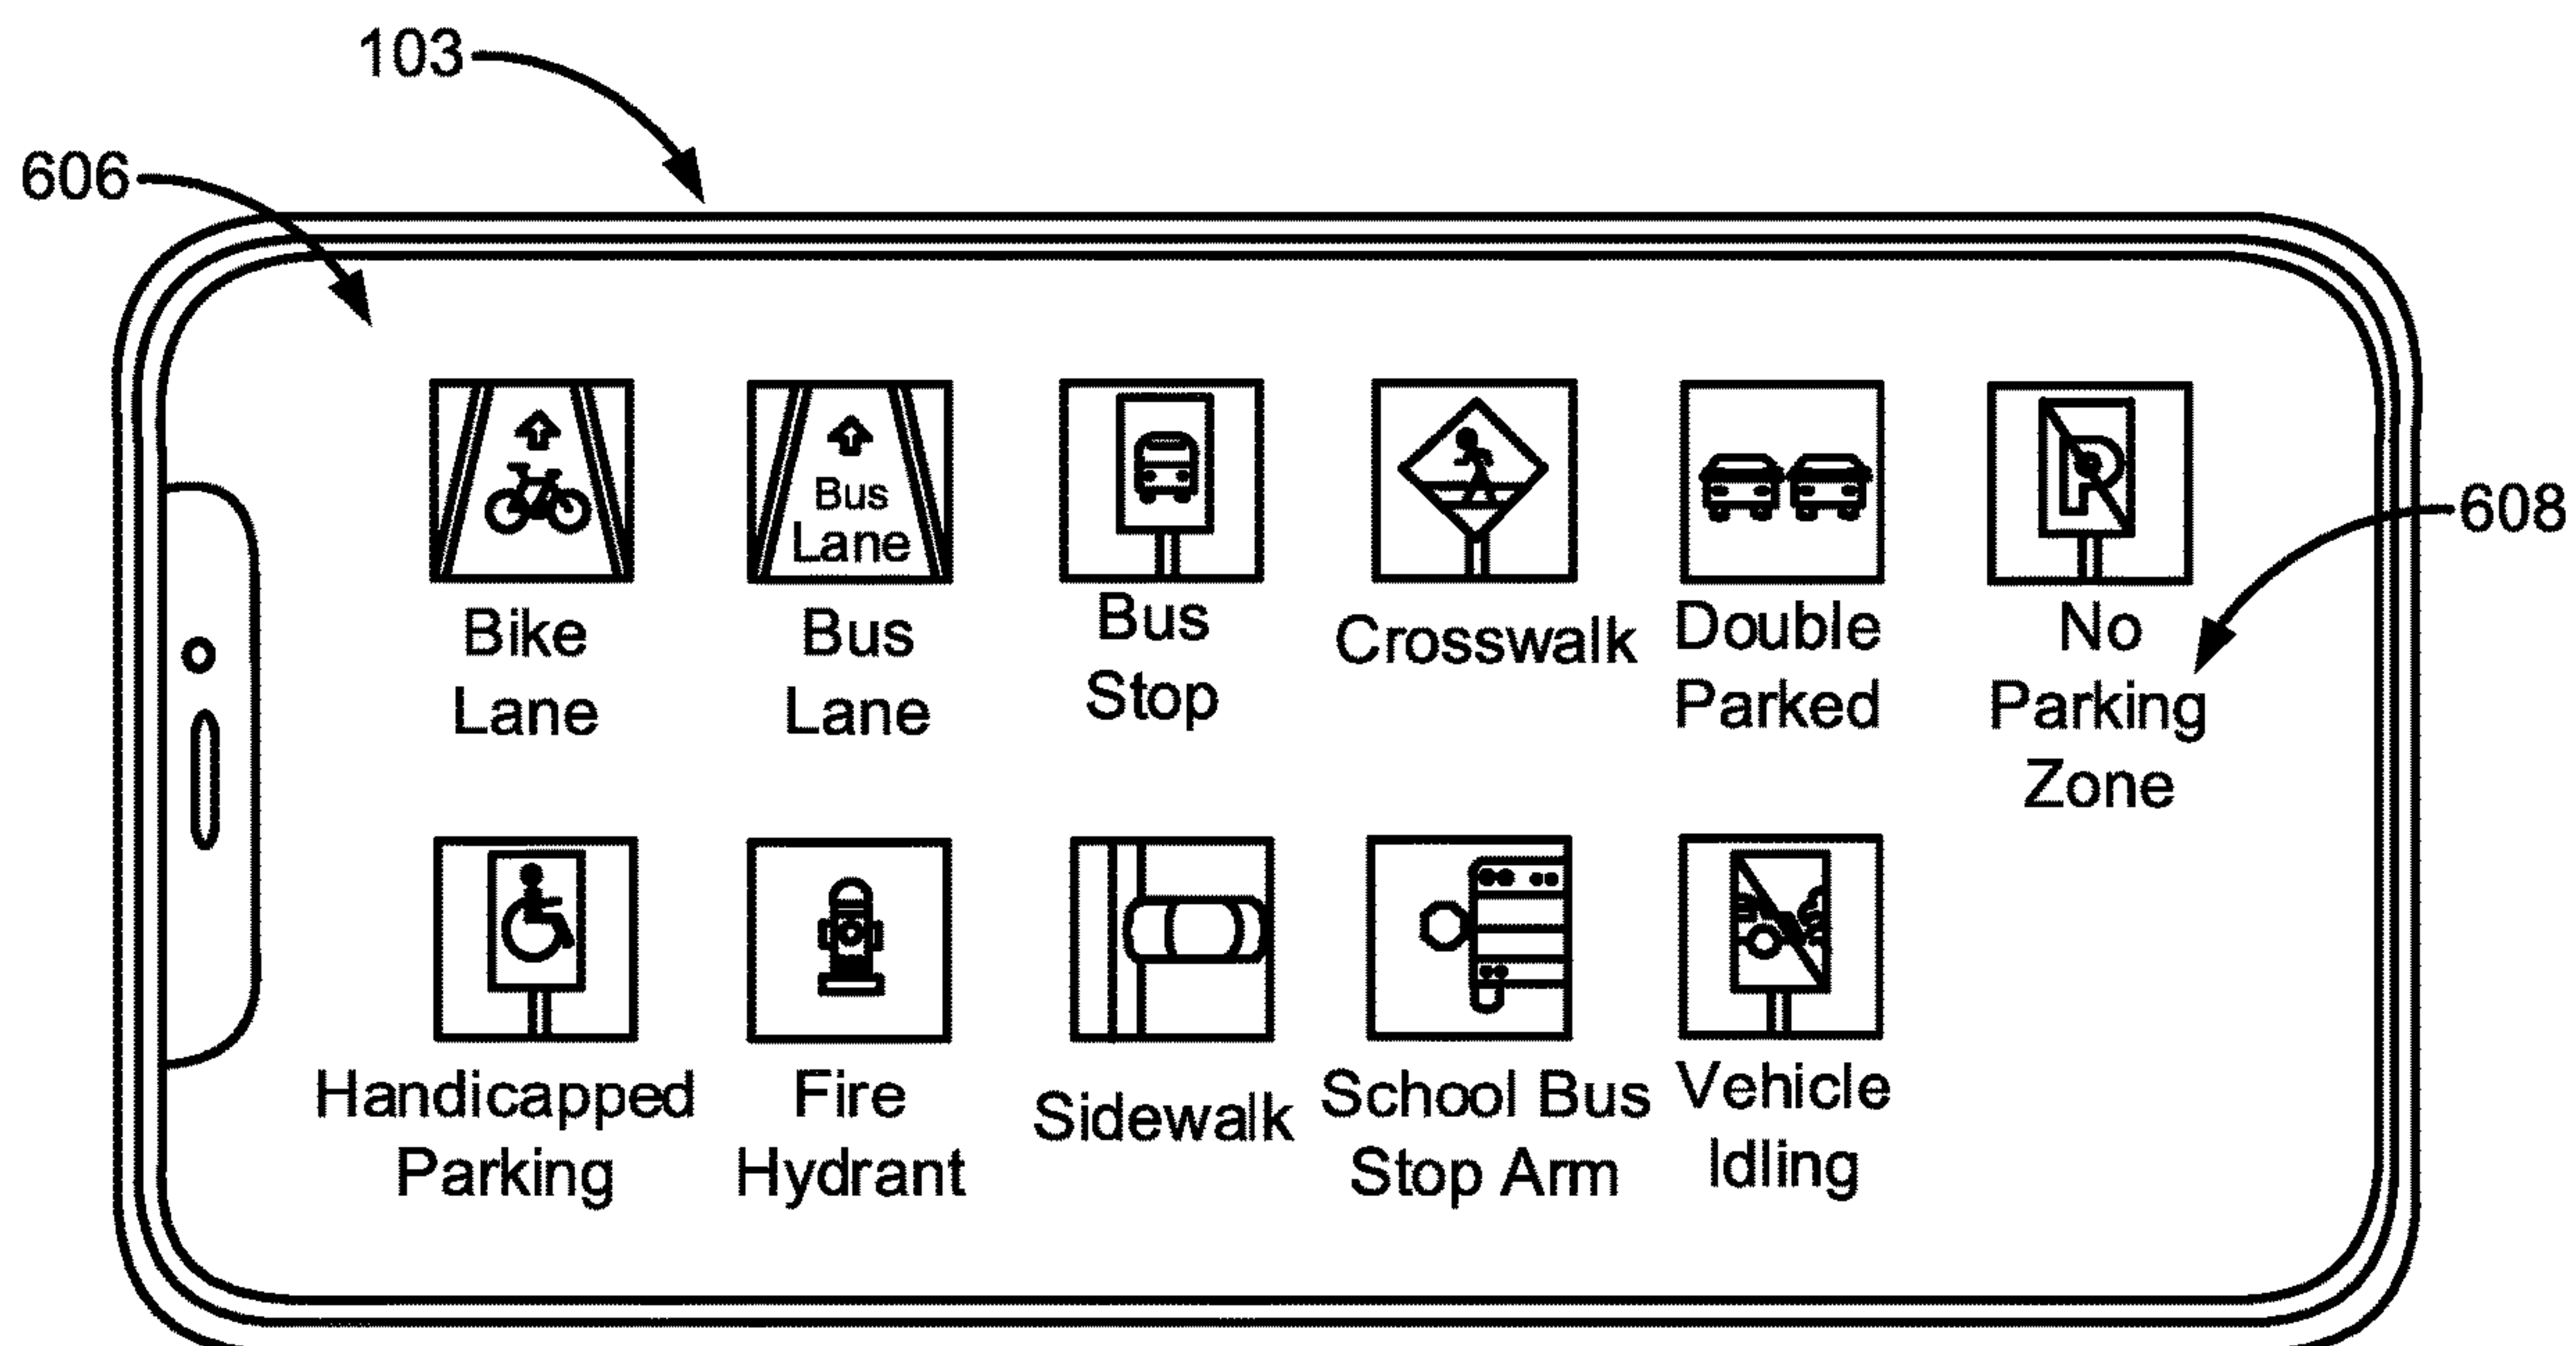 103
606
Bus
Lane
608
Bike
Lane
Bus
Lane
Bus
Stop
Crosswalk
Double
Parked
No
Parking
Zone
Handicapped
Parking
Fire
Hydrant
Sidewalk
School Bus
Stop Arm
Vehicle
Idling